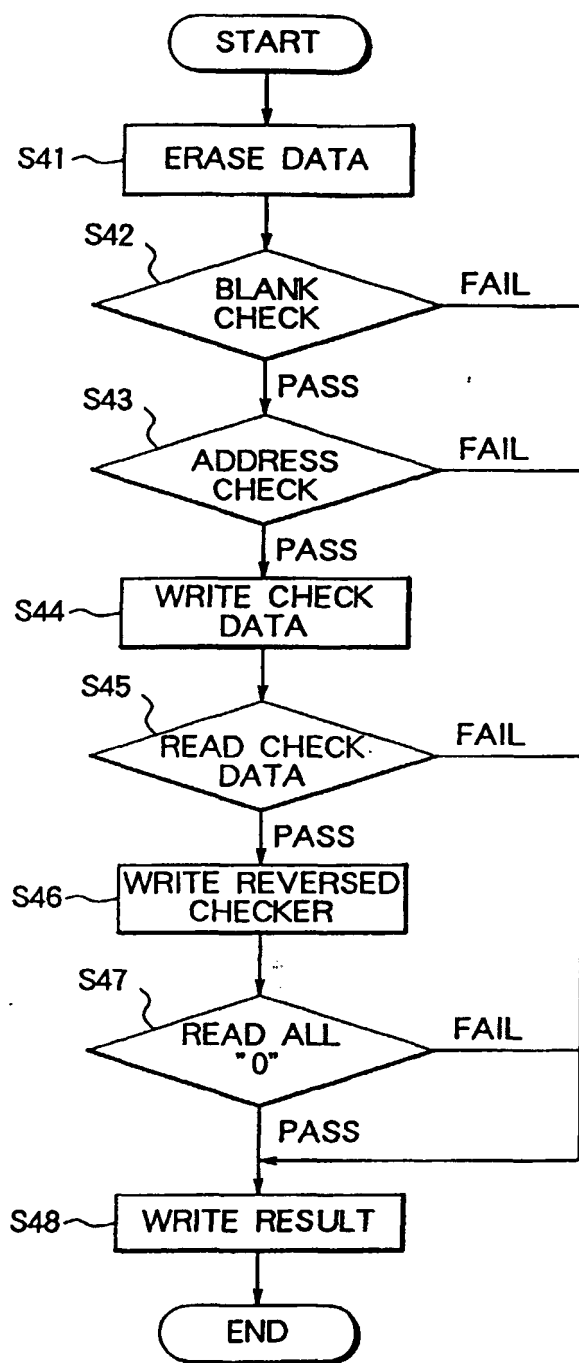 START
S41
ERASE DATA
S42
BLANK
CHECK
FAIL
PASS
S43
ADDRESS
CHECK
FAIL
PASS
S44
WRITE CHECK
DATA
S45
READ CHECK
DATA
FAIL
PASS
S46
WRITE REVERSED
CHECKER
S47
READ ALL
"0"
FAIL
PASS
S48
WRITE RESULT
END